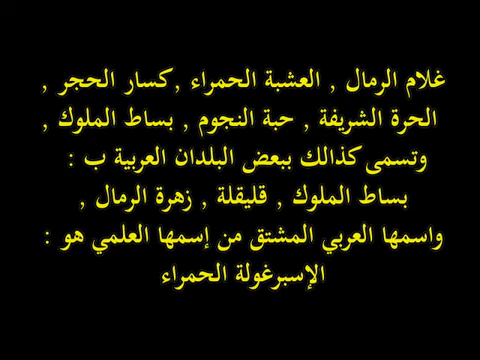 غلام الرمال , العشبة الحمراء ,كسار الحجر ,
الحرة الشريفة , حبة النجوم , بساط الملوك ,
وتسمى كذالك ببعض البلدان العربية ب :
بساط الملوك , قليقلة , زهرة الرمال ,
واسمها العربي المشتق من إسمها العلمي هو :
الإسبرغولة الحمراء